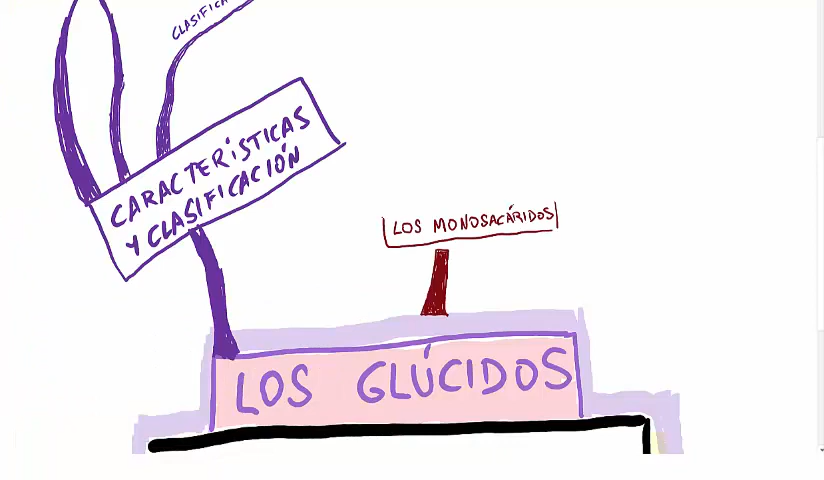 CARACTERÍSTICAS
Y CLASIFICACIÓN
LOS MONOSACÁRIDOS
LOS GLÚCIDOS